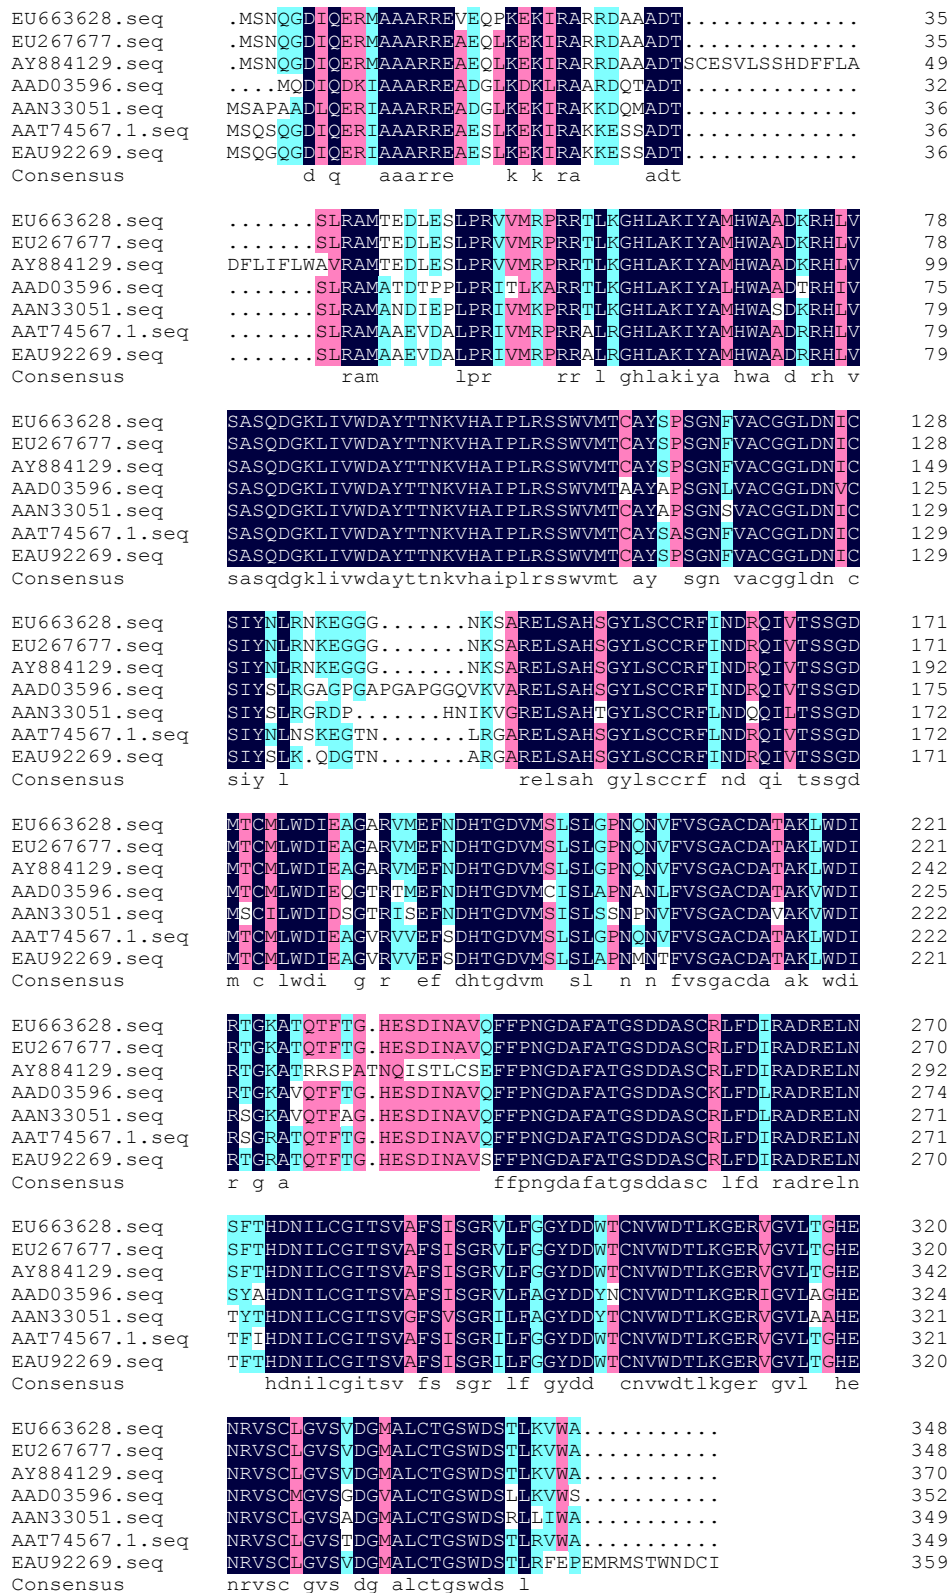 EU663628.seq .MSNQGDIQERMAAARREVEQPKEKIRARRDAAADT.............. 35
EU267677.seq .MSNQGDIQERMAAARREAEQLKEKIRARRDAAADT.............. 35
AY884129.seq .MSNQGDIQERMAAARREAEQLKEKIRARRDAAADTSCESVLSSHDFFLA 49
AAD03596.seq ....MQDIQDKIAAARREADGLKDKLRAARDQTADT.............. 32
AAN33051.seq MSAPAADLQERIAAARREADGLKEKIRAKKDQMADT.............. 36
AAT74567.1.seq MSQSQGDIQERIAAARREAESLKEKIRAKKESSADT.............. 36
EAU92269.seq MSQGQGDIQERIAAARREAESLKEKIRAKKESSADT.............. 36
Consensus d q aaarre k k ra adt
EU663628.seq .......SLRAMTEDLESLPRVVMRPRRTLKGHLAKIYAMHWAADKRHLV 78
EU267677.seq .......SLRAMTEDLESLPRVVMRPRRTLKGHLAKIYAMHWAADKRHLV 78
AY884129.seq DFLIFLWAVRAMTEDLESLPRVVMRPRRTLKGHLAKIYAMHWAADKRHLV 99
AAD03596.seq .......SLRAMATDTPPLPRITLKARRTLKGHLAKIYALHWAADTRHIV 75
AAN33051.seq .......SLRAMANDIEPLPRIVMKPRRTLKGHLAKIYAMHWASDKRHLV 79
AAT74567.1.seq .......SLRAMAAEVDALPRIVMRPRRALRGHLAKIYAMHWAADRRHLV 79
EAU92269.seq .......SLRAMAAEVDALPRIVMRPRRALRGHLAKIYAMHWAADRRHLV 79
Consensus ram lpr rr l ghlakiya hwa d rh v
EU663628.seq SASQDGKLIVWDAYTTNKVHAIPLRSSWVMTCAYSPSGNFVACGGLDNIC 128
EU267677.seq SASQDGKLIVWDAYTTNKVHAIPLRSSWVMTCAYSPSGNFVACGGLDNIC 128
AY884129.seq SASQDGKLIVWDAYTTNKVHAIPLRSSWVMTCAYSPSGNFVACGGLDNIC 149
AAD03596.seq SASQDGKLIVWDAYTTNKVHAIPLRSSWVMTAAYAPSGNLVACGGLDNVC 125
AAN33051.seq SASQDGKLIVWDAYTTNKVHAIPLRSSWVMTCAYAPSGNSVACGGLDNIC 129
AAT74567.1.seq SASQDGKLIVWDAYTTNKVHAIPLRSSWVMTCAYSASGNFVACGGLDNIC 129
EAU92269.seq SASQDGKLIVWDAYTTNKVHAIPLRSSWVMTCAYSPSGNFVACGGLDNIC 129
Consensus sasqdgklivwdayttnkvhaiplrsswvmt ay sgn vacggldn c
EU663628.seq SIYNLRNKEGGG.......NKSARELSAHSGYLSCCRFINDRQIVTSSGD 171
EU267677.seq SIYNLRNKEGGG.......NKSARELSAHSGYLSCCRFINDRQIVTSSGD 171
AY884129.seq SIYNLRNKEGGG.......NKSARELSAHSGYLSCCRFINDRQIVTSSGD 192
AAD03596.seq SIYSLRGAGPGAPGAPGGQVKVARELSAHSGYLSCCRFINDRQIVTSSGD 175
AAN33051.seq SIYSLRGRDP.......HNIKVGRELSAHTGYLSCCRFLNDQQILTSSGD 172
AAT74567.1.seq SIYNLNSKEGTN.......LRGARELSAHSGYLSCCRFLNDRQIVTSSGD 172
EAU92269.seq SIYSLK.QDGTN.......ARGARELSAHSGYLSCCRFINDRQIVTSSGD 171
Consensus siy l relsah gylsccrf nd qi tssgd
EU663628.seq MTCMLWDIEAGARVMEFNDHTGDVMSLSLGPNQNVFVSGACDATAKLWDI 221
EU267677.seq MTCMLWDIEAGARVMEFNDHTGDVMSLSLGPNQNVFVSGACDATAKLWDI 221
AY884129.seq MTCMLWDIEAGARVMEFNDHTGDVMSLSLGPNQNVFVSGACDATAKLWDI 242
AAD03596.seq MTCMLWDIEQGTRTMEFNDHTGDVMCISLAPNANLFVSGACDATAKVWDI 225
AAN33051.seq MSCILWDIDSGTRISEFNDHTGDVMSISLSSNPNVFVSGACDAVAKVWDI 222
AAT74567.1.seq MTCMLWDIEAGVRVVEFSDHTGDVMSLSLGPNQNVFVSGACDATAKLWDI 222
EAU92269.seq MTCMLWDIEAGVRVVEFSDHTGDVMSLSLAPNMNTFVSGACDATAKLWDI 221
Consensus m c lwdi g r ef dhtgdvm sl n n fvsgacda ak wdi
EU663628.seq RTGKATQTFTG.HESDINAVQFFPNGDAFATGSDDASCRLFDIRADRELN 270
EU267677.seq RTGKATQTFTG.HESDINAVQFFPNGDAFATGSDDASCRLFDIRADRELN 270
AY884129.seq RTGKATRRSPATNQISTLCSEFFPNGDAFATGSDDASCRLFDIRADRELN 292
AAD03596.seq RTGKAVQTFTG.HESDINAVQFFPNGDAFATGSDDASCKLFDLRADRELN 274
AAN33051.seq RSGKAVQTFAG.HESDINAVQFFPNGDAFATGSDDASCRLFDLRADRELN 271
AAT74567.1.seq RSGRATQTFTG.HESDINAVQFFPNGDAFATGSDDASCRLFDIRADRELN 271
EAU92269.seq RTGRATQTFTG.HESDINAVSFFPNGDAFATGSDDASCRLFDIRADRELN 270
Consensus r g a ffpngdafatgsddasc lfd radreln
EU663628.seq SFTHDNILCGITSVAFSISGRVLFGGYDDWTCNVWDTLKGERVGVLTGHE 320
EU267677.seq SFTHDNILCGITSVAFSISGRVLFGGYDDWTCNVWDTLKGERVGVLTGHE 320
AY884129.seq SFTHDNILCGITSVAFSISGRVLFGGYDDWTCNVWDTLKGERVGVLTGHE 342
AAD03596.seq SYAHDNILCGITSVAFSISGRVLFAGYDDYNCNVWDTLKGERIGVLAGHE 324
AAN33051.seq TYTHDNILCGITSVGFSVSGRILFAGYDDYTCNVWDTLKGERVGVLAAHE 321
AAT74567.1.seq TFIHDNILCGITSVAFSISGRILFGGYDDWTCNVWDTLKGERVGVLTGHE 321
EAU92269.seq TFTHDNILCGITSVAFSISGRILFGGYDDWTCNVWDTLKGERVGVLTGHE 320
Consensus hdnilcgitsv fs sgr lf gydd cnvwdtlkger gvl he
EU663628.seq NRVSCLGVSVDGMALCTGSWDSTLKVWA........... 348
EU267677.seq NRVSCLGVSVDGMALCTGSWDSTLKVWA........... 348
AY884129.seq NRVSCLGVSVDGMALCTGSWDSTLKVWA........... 370
AAD03596.seq NRVSCMGVSGDGVALCTGSWDSLLKVWS........... 352
AAN33051.seq NRVSCLGVSADGMALCTGSWDSRLLIWA........... 349
AAT74567.1.seq NRVSCLGVSTDGMALCTGSWDSTLRVWA........... 349
EAU92269.seq NRVSCLGVSVDGMALCTGSWDSTLRFEPEMRMSTWNDCI 359
Consensus nrvsc gvs dg alctgswds l